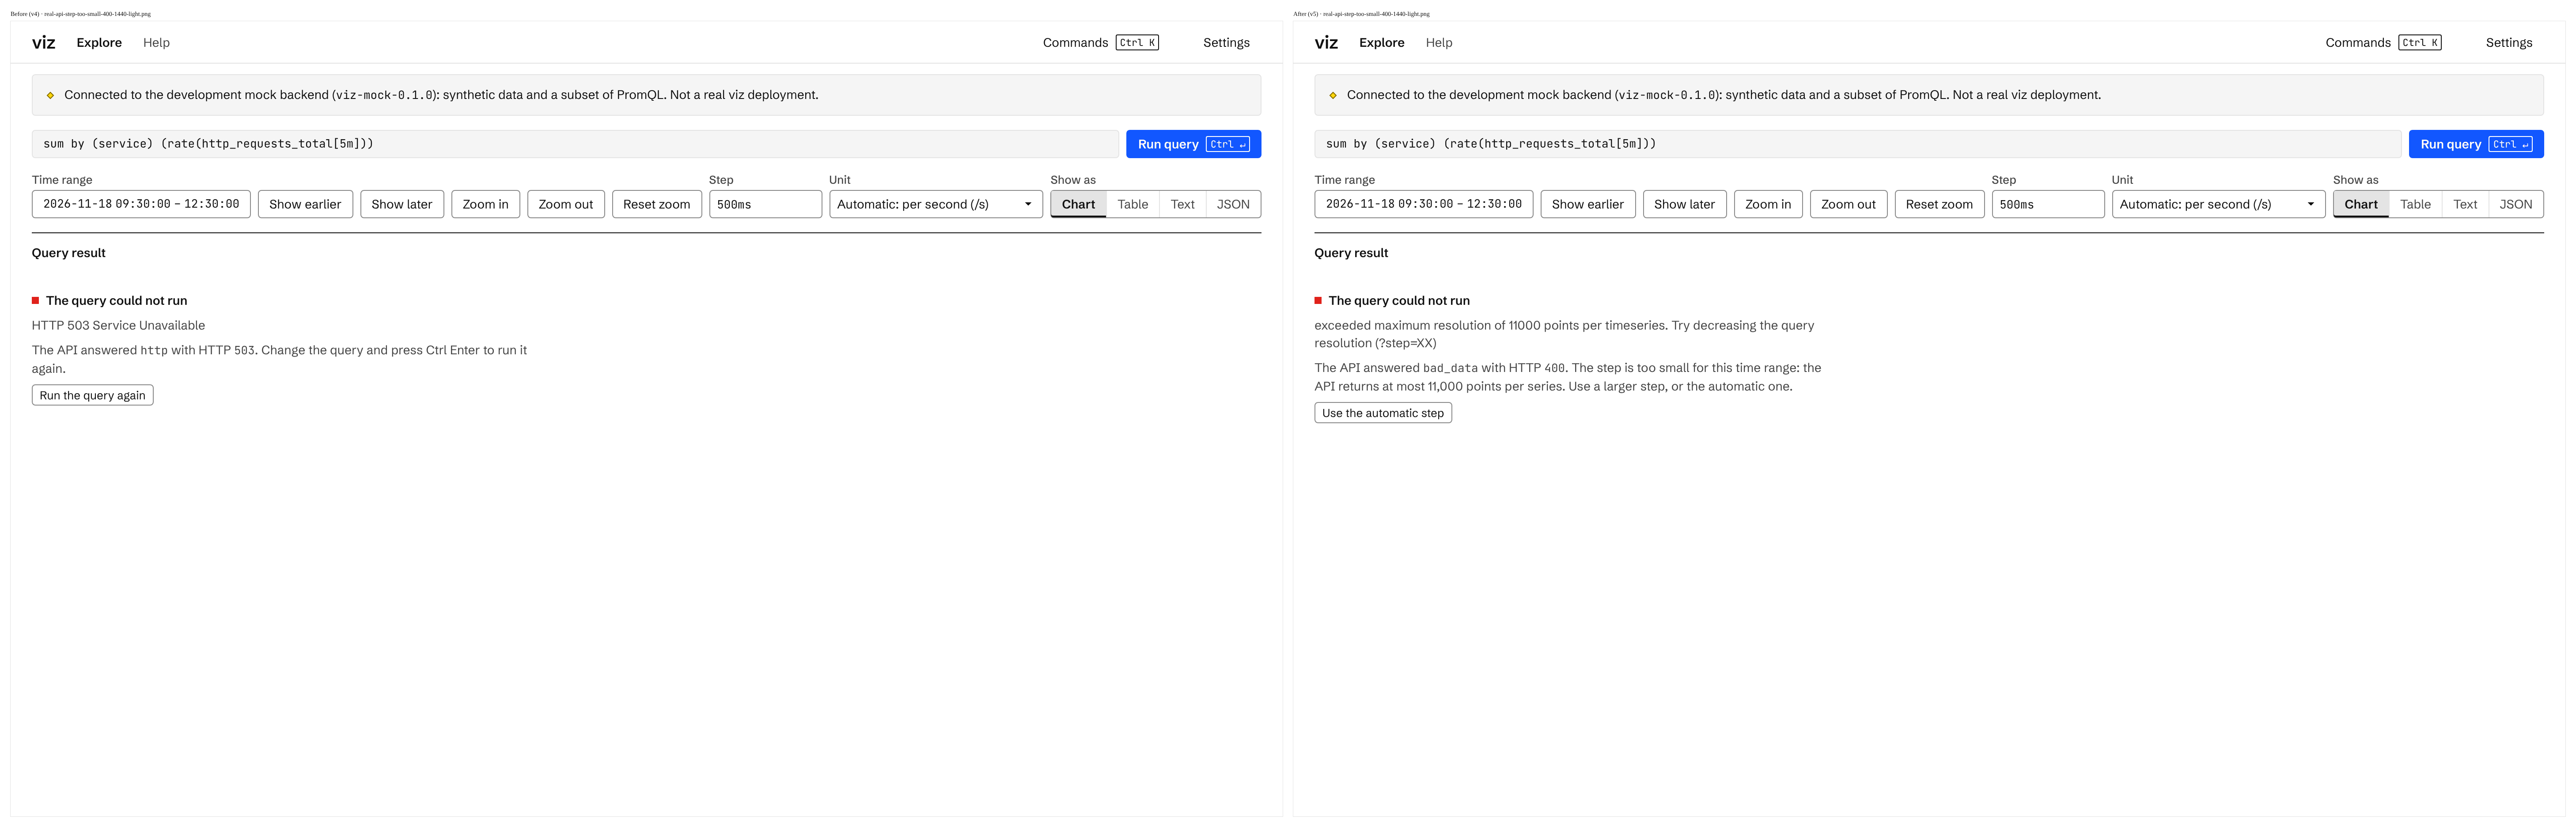 Before (v4) · real-api-step-too-small-400-1440-light.png
viz Explore Help Commands Ctrl K Settings
Connected to the development mock backend (viz-mock-0.1.0): synthetic data and a subset of PromQL. Not a real viz deployment.
sum by (service) (rate(http_requests_total[5m])) Run query Ctrl ↵
Time range Step Unit Show as
2026-11-18 09:30:00 – 12:30:00 Show earlier Show later Zoom in Zoom out Reset zoom 500ms Automatic: per second (/s) Chart Table Text JSON
Query result
The query could not run
HTTP 503 Service Unavailable
The API answered http with HTTP 503. Change the query and press Ctrl Enter to run it
again.
Run the query again
After (v5) · real-api-step-too-small-400-1440-light.png
viz Explore Help Commands Ctrl K Settings
Connected to the development mock backend (viz-mock-0.1.0): synthetic data and a subset of PromQL. Not a real viz deployment.
sum by (service) (rate(http_requests_total[5m])) Run query Ctrl ↵
Time range Step Unit Show as
2026-11-18 09:30:00 – 12:30:00 Show earlier Show later Zoom in Zoom out Reset zoom 500ms Automatic: per second (/s) Chart Table Text JSON
Query result
The query could not run
exceeded maximum resolution of 11000 points per timeseries. Try decreasing the query
resolution (?step=XX)
The API answered bad_data with HTTP 400. The step is too small for this time range: the
API returns at most 11,000 points per series. Use a larger step, or the automatic one.
Use the automatic step